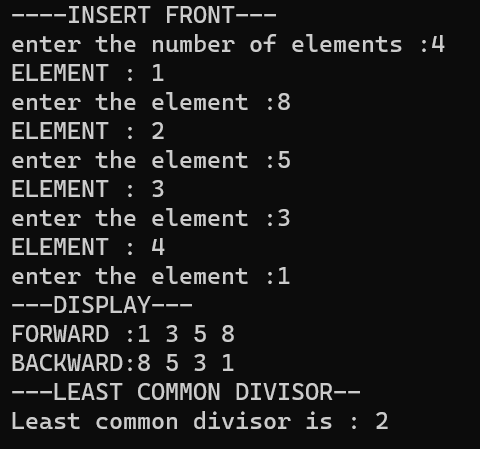 ----INSERT FRONT---
enter the number of elements :4
ELEMENT : 1
enter the element :8
ELEMENT : 2
enter the element :5
ELEMENT : 3
enter the element :3
ELEMENT : 4
enter the element :1
---DISPLAY---
FORWARD :1 3 5 8
BACKWARD:8 5 3 1
---LEAST COMMON DIVISOR--
Least common divisor is : 2